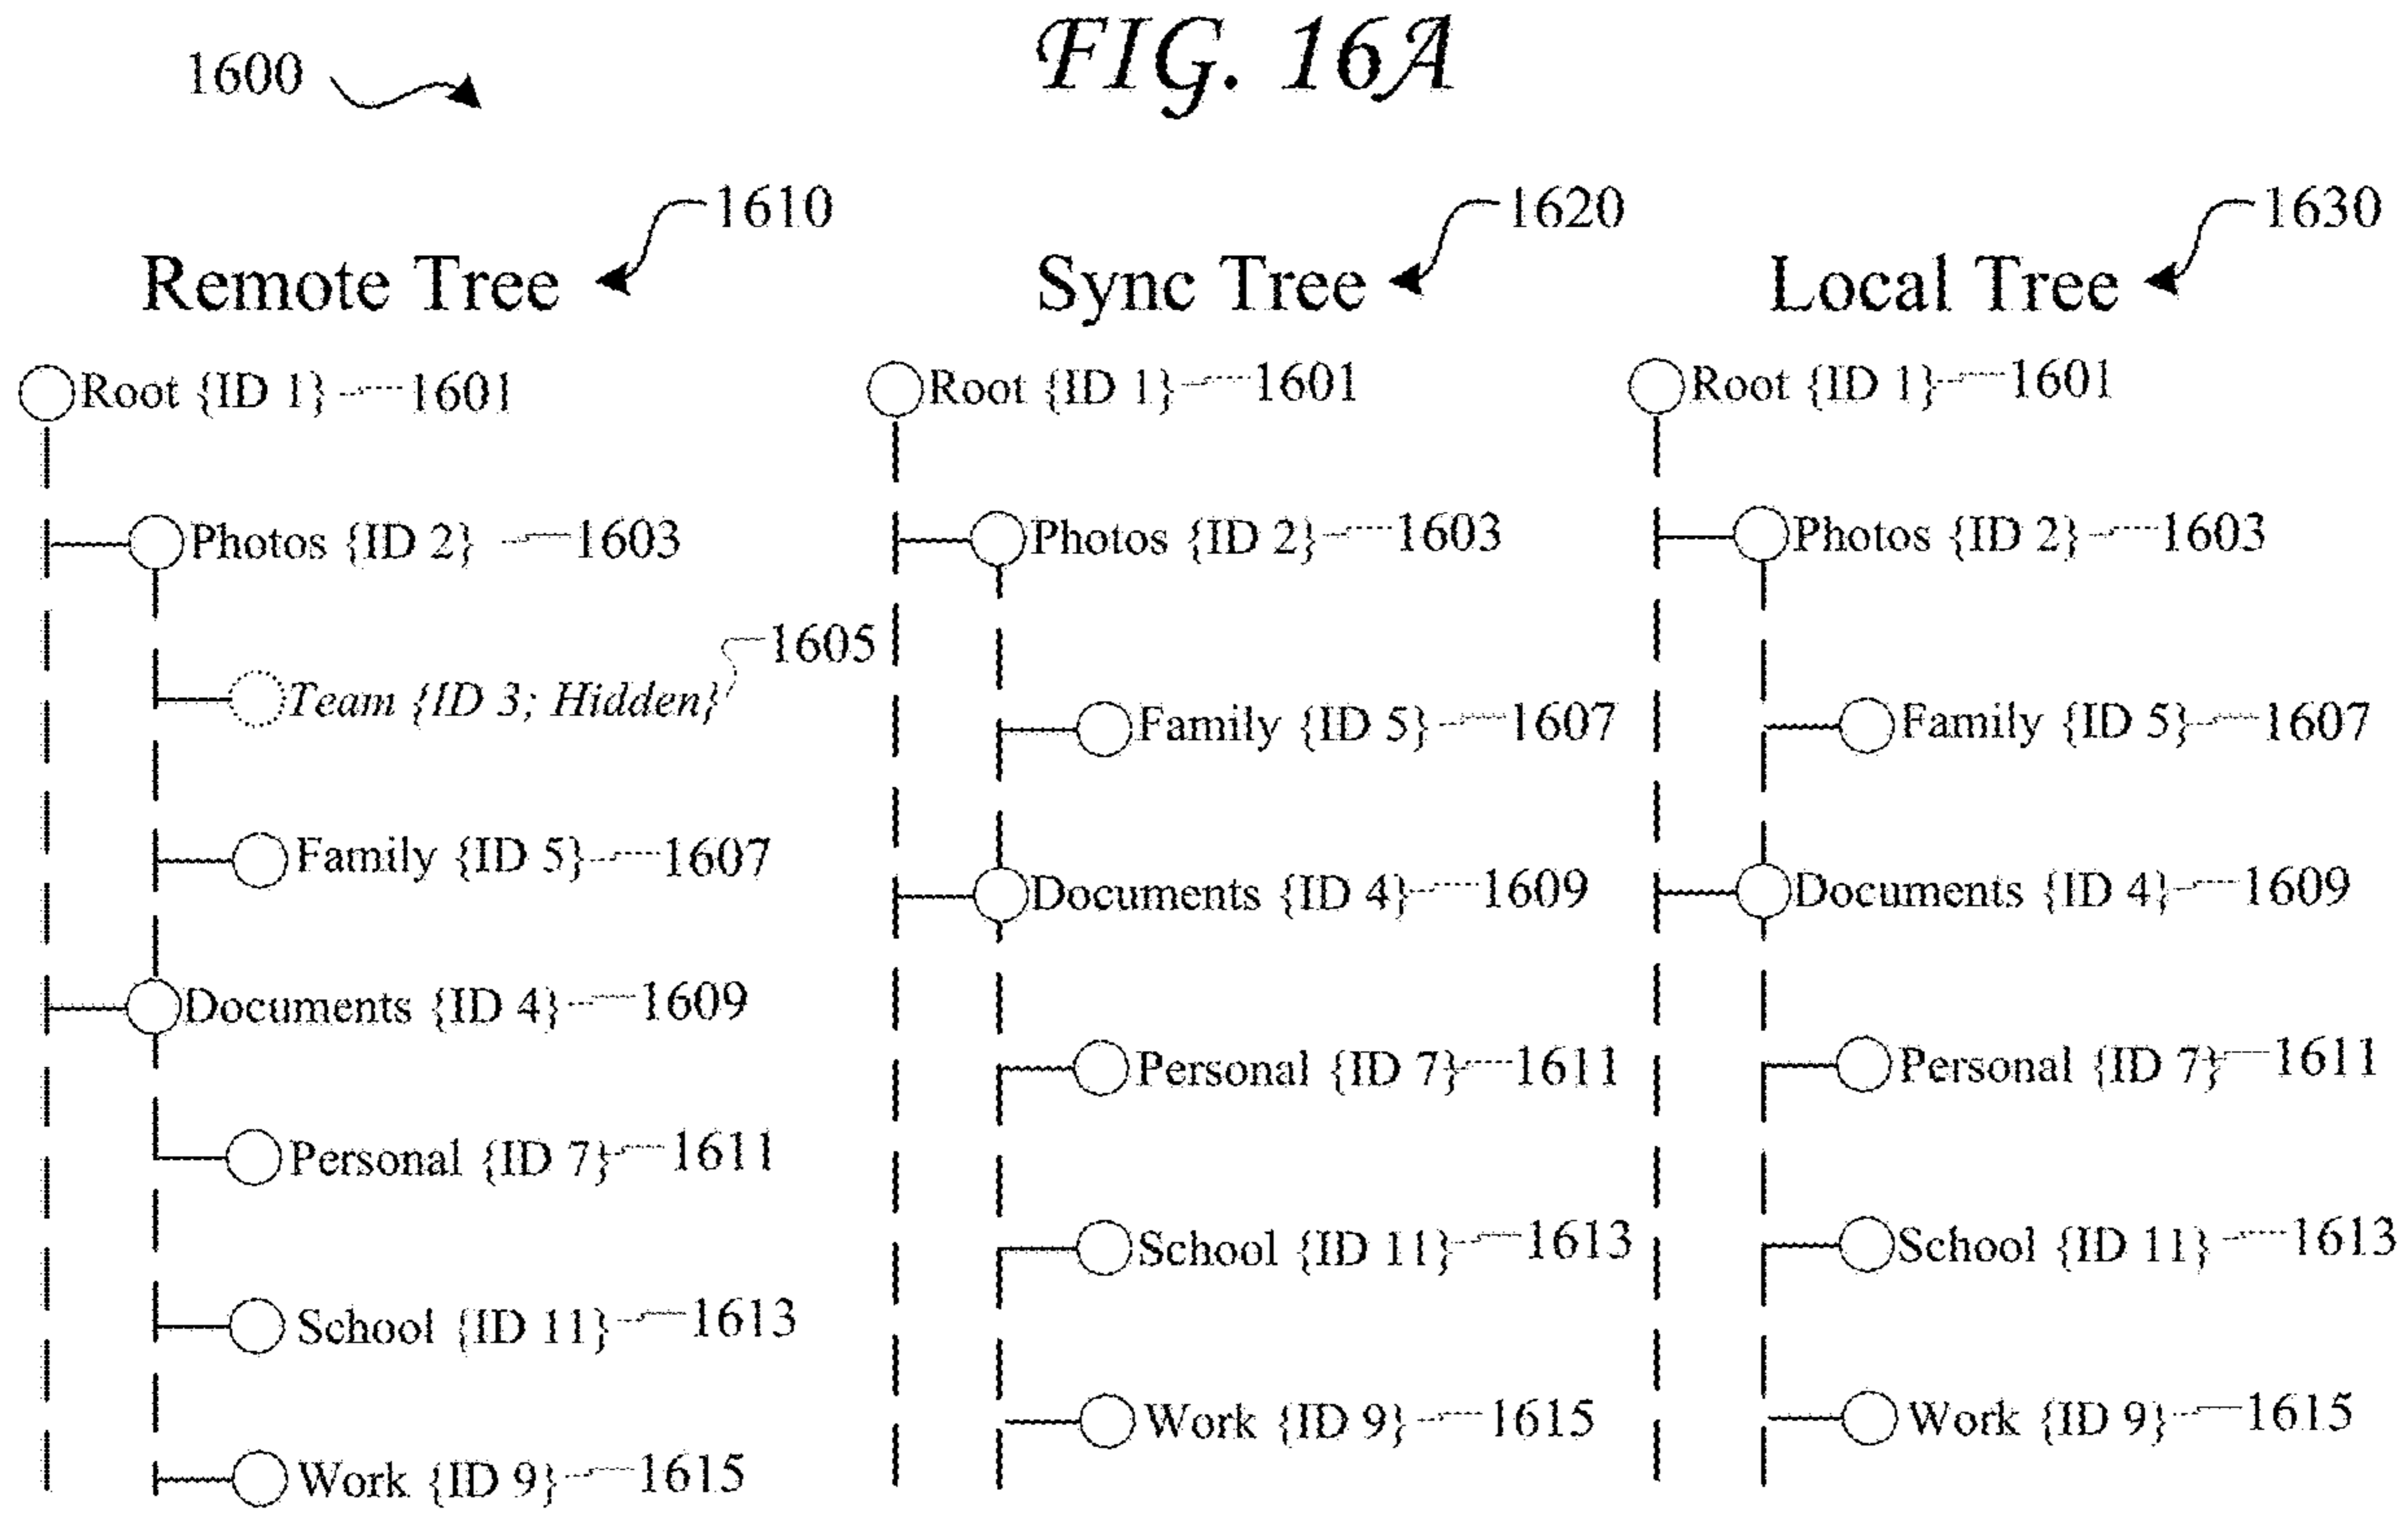 FIG. 16A
1600
Remote Tree
1610
Root {ID 1}
1601
Photos {ID 2}
1603
Team {ID 3; Hidden}
1605
Family {ID 5}
1607
Documents {ID 4}
1609
Personal {ID 7}
1611
School {ID 11}
1613
Work {ID 9}
1615
Sync Tree
1620
Root {ID 1}
1601
Photos {ID 2}
1603
Family {ID 5}
1607
Documents {ID 4}
1609
Personal {ID 7}
1611
School {ID 11}
1613
Work {ID 9}
1615
Local Tree
1630
Root {ID 1}
1601
Photos {ID 2}
1603
Family {ID 5}
1607
Documents {ID 4}
1609
Personal {ID 7}
1611
School {ID 11}
1613
Work {ID 9}
1615